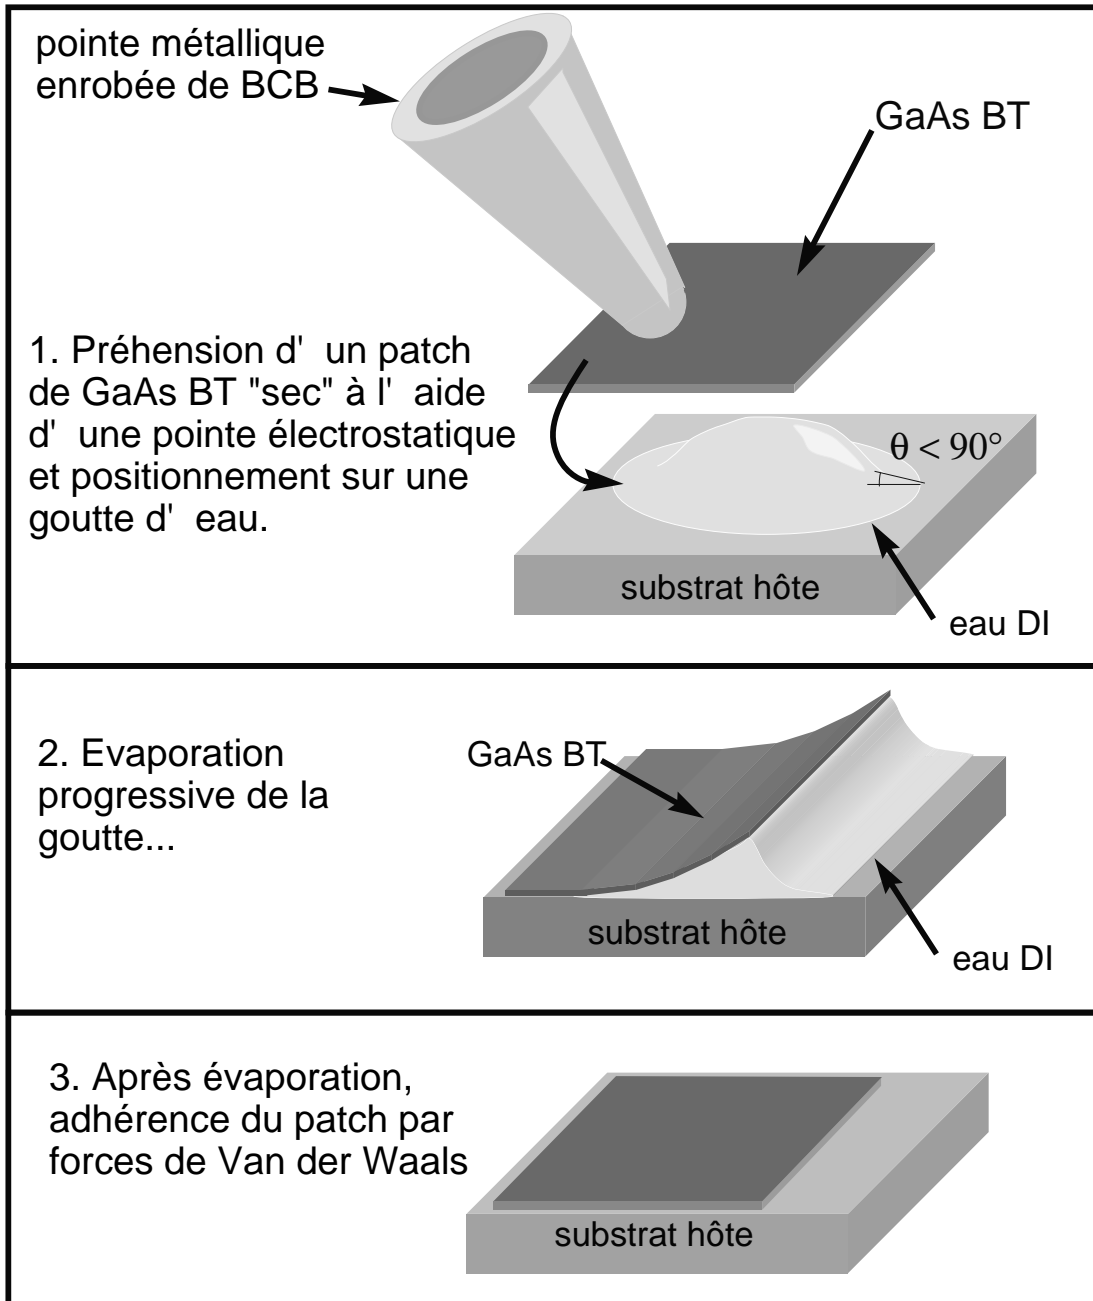 pointe métallique
enrobée de BCB
GaAs BT
1. Préhension d' un patch
de GaAs BT "sec" à l' aide
d' une pointe électrostatique
et positionnement sur une
goutte d' eau.
θ < 90°
substrat hôte
eau DI
2. Evaporation
progressive de la
goutte...
GaAs BT
substrat hôte
eau DI
3. Après évaporation,
adhérence du patch par
forces de Van der Waals
substrat hôte